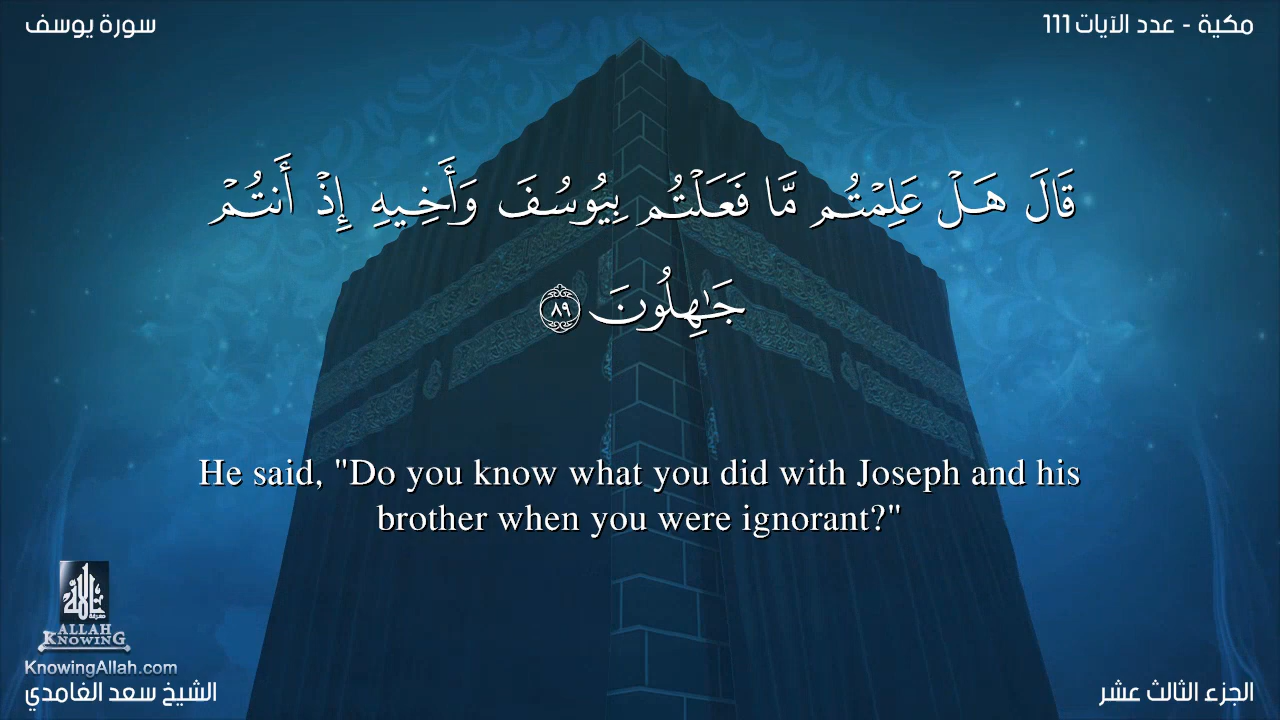 سورة يوسف
مكية - عدد الآيات 111
قَالَ هَلْ عَلِمْتُم مَّا فَعَلْتُم بِيُوسُفَ وَأَخِيهِ إِذْ أَنتُمْ
جَٰهِلُونَ ٨٩
He said, "Do you know what you did with Joseph and his
brother when you were ignorant?"
ALLAH
KNOWING
KnowingAllah.com
الشيخ سعد الغامدي
الجزء الثالث عشر